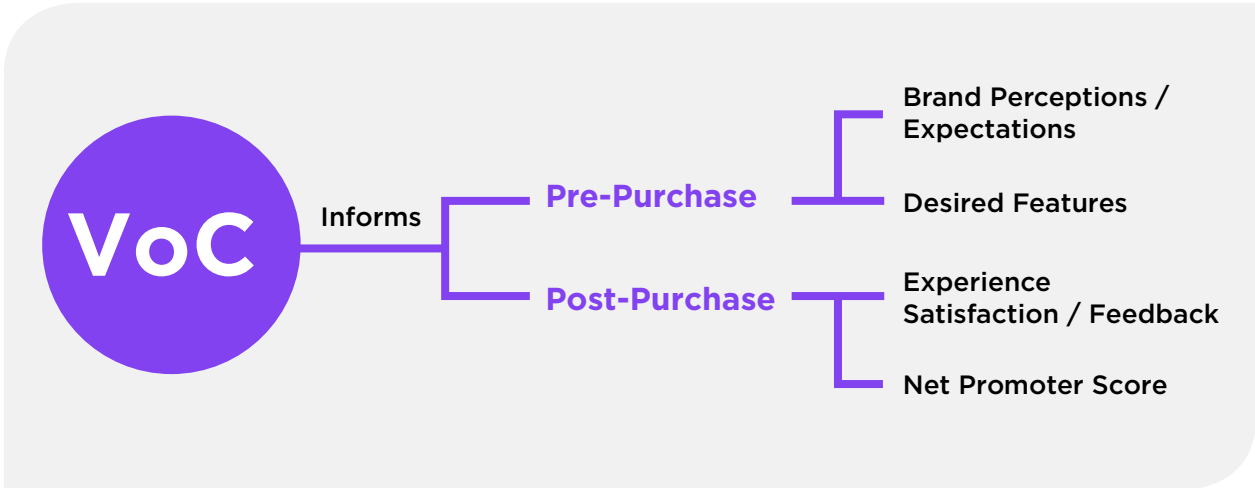 VoC
Informs
Pre-Purchase
Brand Perceptions /
Expectations
Desired Features
Post-Purchase
Experience
Satisfaction / Feedback
Net Promoter Score